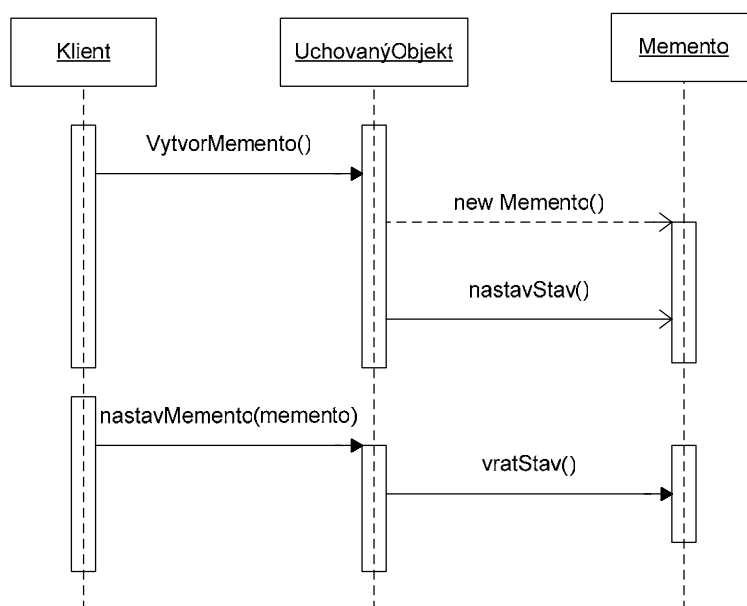 Klient
UchovanýObjekt
Memento
VytvorMemento()
new Memento()
nastavStav()
nastavMemento(memento)
vratStav()